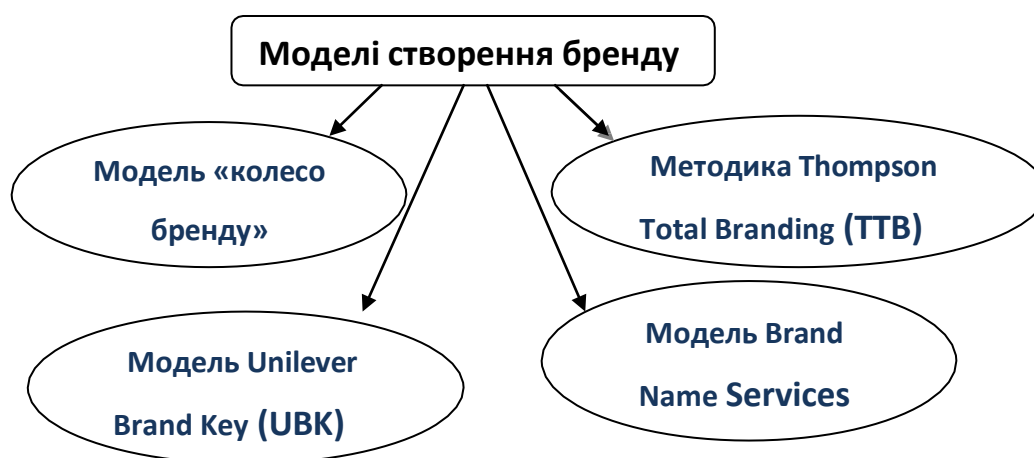 Моделі створення бренду
Модель «колесо
бренду»
Методика Thompson
Total Branding (TTB)
Модель Unilever
Brand Key (UBK)
Модель Brand
Name Services